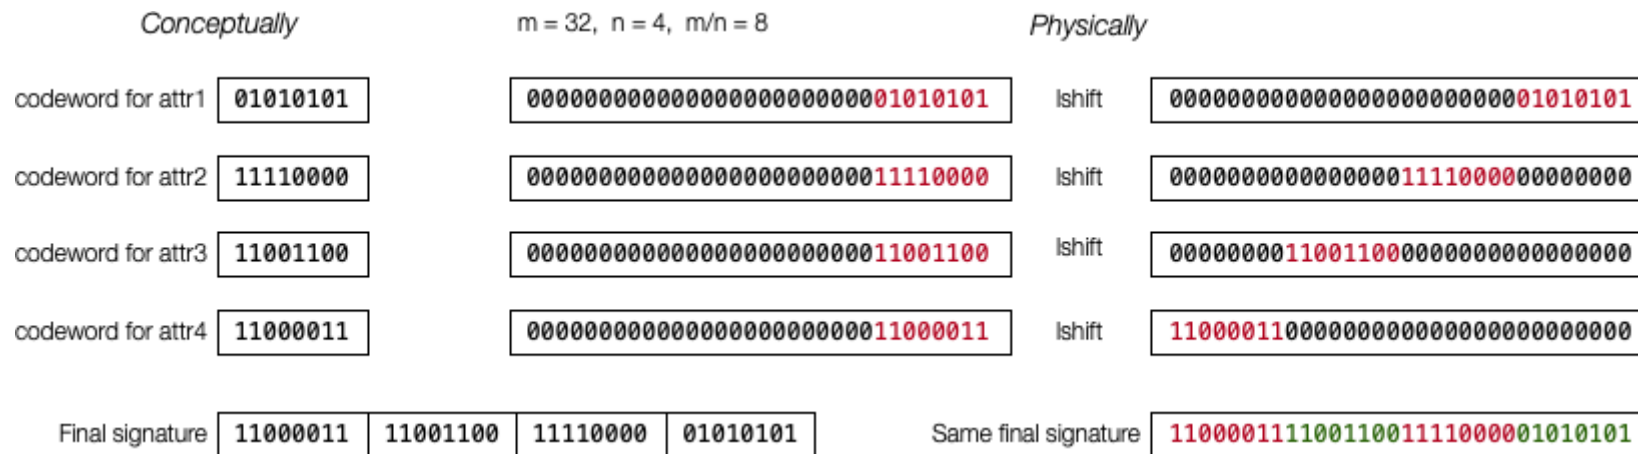 Conceptually m = 32, n = 4, m/n = 8 Physically
codeword for attr1 01010101 00000000000000000000000001010101 lshift 00000000000000000000000001010101
codeword for attr2 11110000 00000000000000000000000011110000 lshift 00000000000000001111000000000000
codeword for attr3 11001100 00000000000000000000000011001100 lshift 00000000110011000000000000000000
codeword for attr4 11000011 00000000000000000000000011000011 lshift 11000011000000000000000000000000
Final signature 11000011 11001100 11110000 01010101 Same final signature 11000011110011001111000001010101